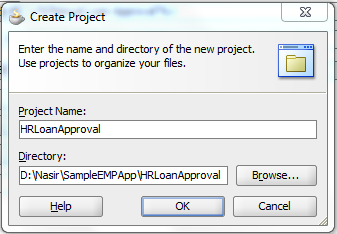 Create Project
Enter the name and directory of the new project.
Use projects to organize your files.
Project Name:
HRLoanApproval
Directory:
D:\Nasir\SampleEMPApp\HRLoanApproval
Browse...
Help
OK
Cancel